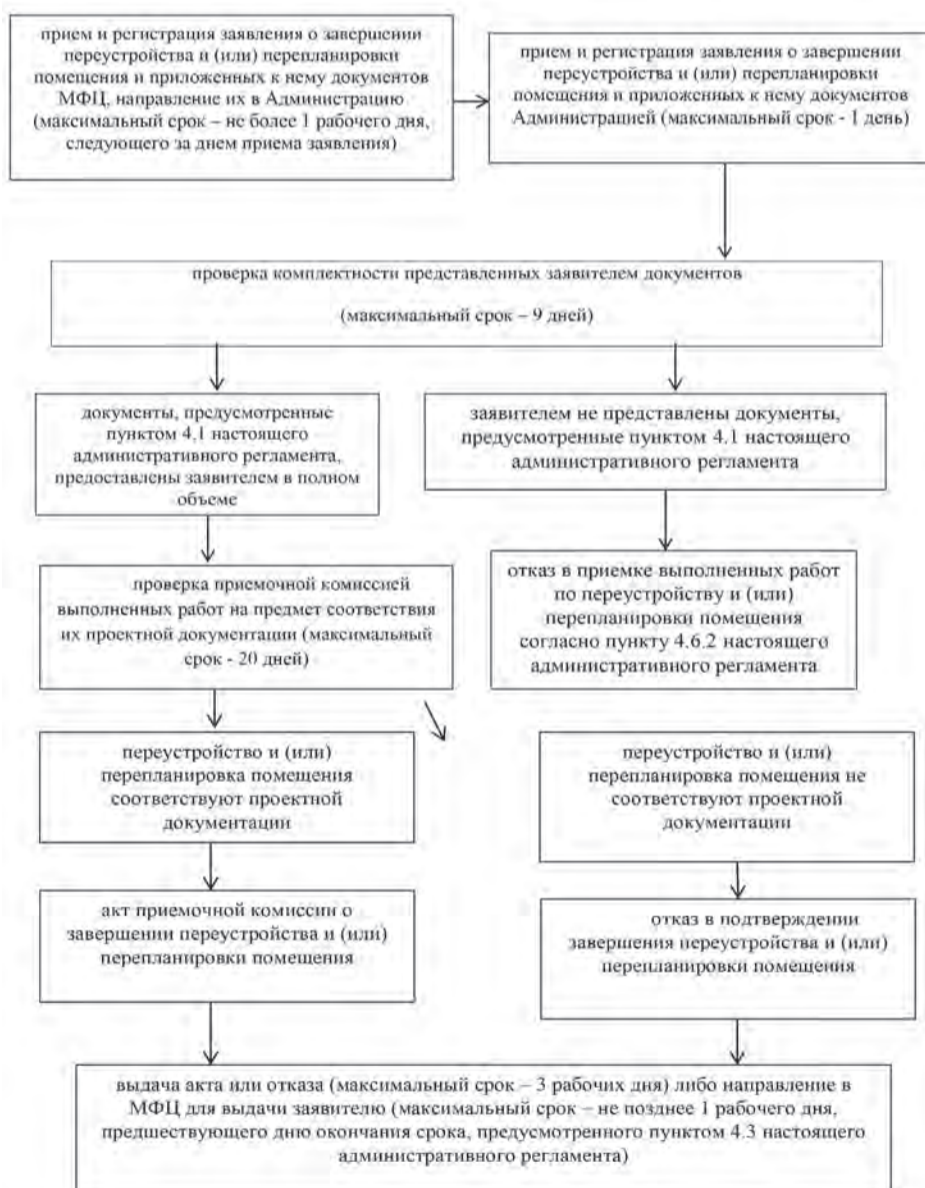 прием и регистрация заявления о завершении
переустройства и (или) перепланировки
помещения и приложенных к нему документов
МФЦ, направление их в Администрацию
(максимальный срок – не более 1 рабочего дня,
следующего за днем приема заявления)
прием и регистрация заявления о завершении
переустройства и (или) перепланировки
помещения и приложенных к нему документов
Администрацией (максимальный срок - 1 день)
проверка комплектности представленных заявителем документов
(максимальный срок – 9 дней)
документы, предусмотренные
пунктом 4.1 настоящего
административного регламента,
предоставлены заявителем в полном
объеме
заявителем не представлены документы,
предусмотренные пунктом 4.1 настоящего
административного регламента
проверка приемочной комиссией
выполненных работ на предмет соответствия
их проектной документации (максимальный
срок - 20 дней)
отказ в приемке выполненных работ
по переустройству и (или)
перепланировки помещения
согласно пункту 4.6.2 настоящего
административного регламента
переустройство и (или)
перепланировка помещения
соответствуют проектной
документации
переустройство и (или)
перепланировка помещения не
соответствуют проектной
документации
акт приемочной комиссии о
завершении переустройства и (или)
перепланировки помещения
отказ в подтверждении
завершения переустройства и (или)
перепланировки помещения
выдача акта или отказа (максимальный срок – 3 рабочих дня) либо направление в
МФЦ для выдачи заявителю (максимальный срок – не позднее 1 рабочего дня,
предшествующего дню окончания срока, предусмотренного пунктом 4.3 настоящего
административного регламента)